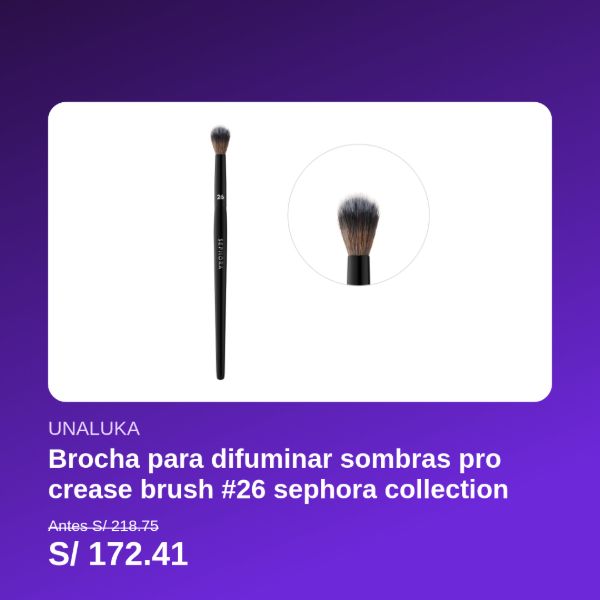 26
SEPHORA
UNALUKA
Brocha para difuminar sombras pro
crease brush #26 sephora collection
Antes S/ 218.75
S/ 172.41